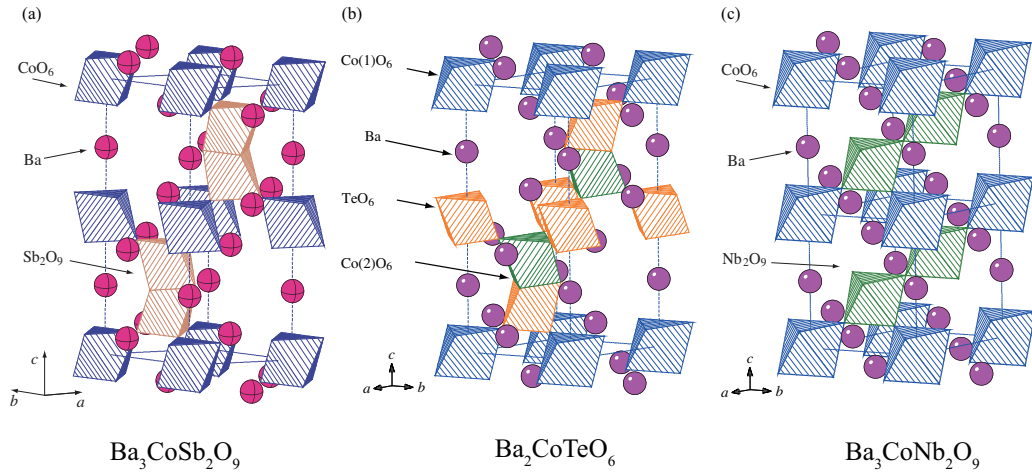 (a)
CoO₆
Ba
Sb₂O₉
c
b
a
Ba₃CoSb₂O₉
(b)
Co(1)O₆
Ba
TeO₆
Co(2)O₆
c
a
b
Ba₂CoTeO₆
(c)
CoO₆
Ba
Nb₂O₉
c
a
b
Ba₃CoNb₂O₉